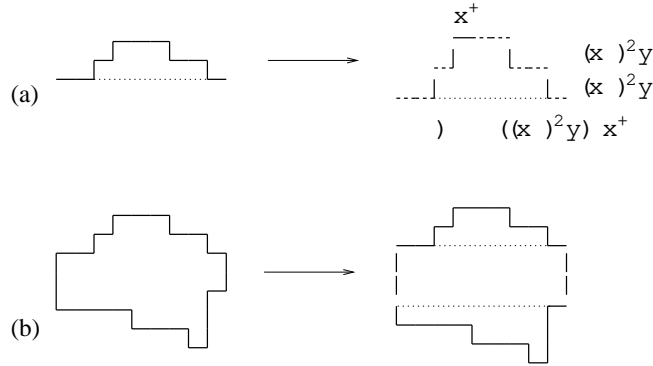 x⁺
(x )²y
(x )²y
(a)
) ((x )²y) x⁺
(b)